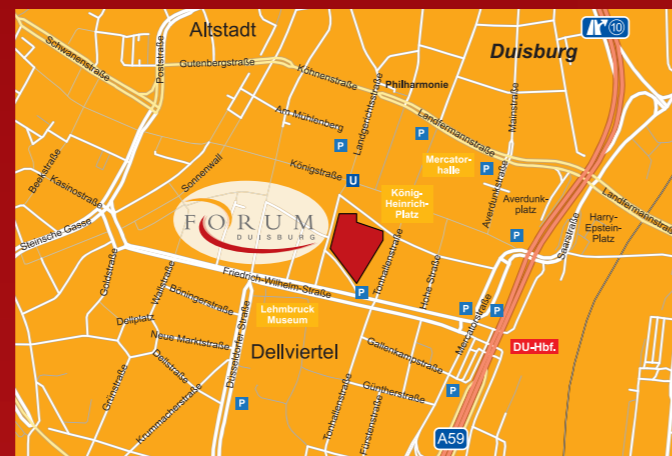 Altstadt
10
Duisburg
Schwanenstraße
Poststraße
Gutenbergstraße
Köhnenstraße
Landgerichtsstraße
Philharmonie
Mainstraße
Am Mühlenberg
Landfermannstraße
P
P
P
Mercator-
halle
Beekstraße
Kasinostraße
Sonnenwall
Königstraße
U
König-
Heinrich-
Platz
Averdunkstraße
Averdunk-
platz
Landfermannstraße
Harry-
Epstein-
Platz
Saarstraße
Steinsche Gasse
FORUM
DUISBURG
P
Goldstraße
Wallstraße
Friedrich-Wilhelm-Straße
Tonhallenstraße
Hohe Straße
P
Böningerstraße
Dellplatz
Lehmbruck
Museum
Düsseldorfer Straße
P
P
Mercatorstraße
Neue Marktstraße
Dellviertel
Gallenkampstraße
DU-Hbf.
Dellstraße
Grünstraße
Krummacherstraße
P
Tonhallenstraße
Fürstenstraße
Güntherstraße
P
A59